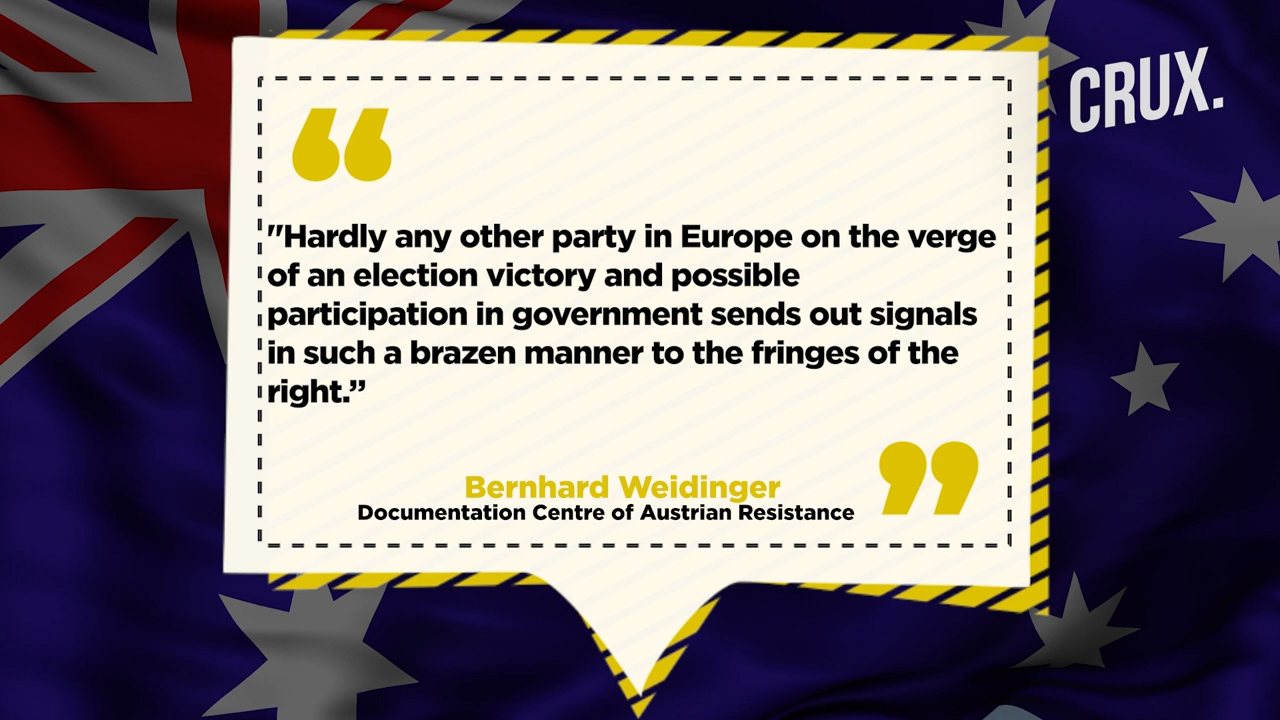 CRUX.
"Hardly any other party in Europe on the verge
of an election victory and possible
participation in government sends out signals
in such a brazen manner to the fringes of the
right.”
Bernhard Weidinger
Documentation Centre of Austrian Resistance